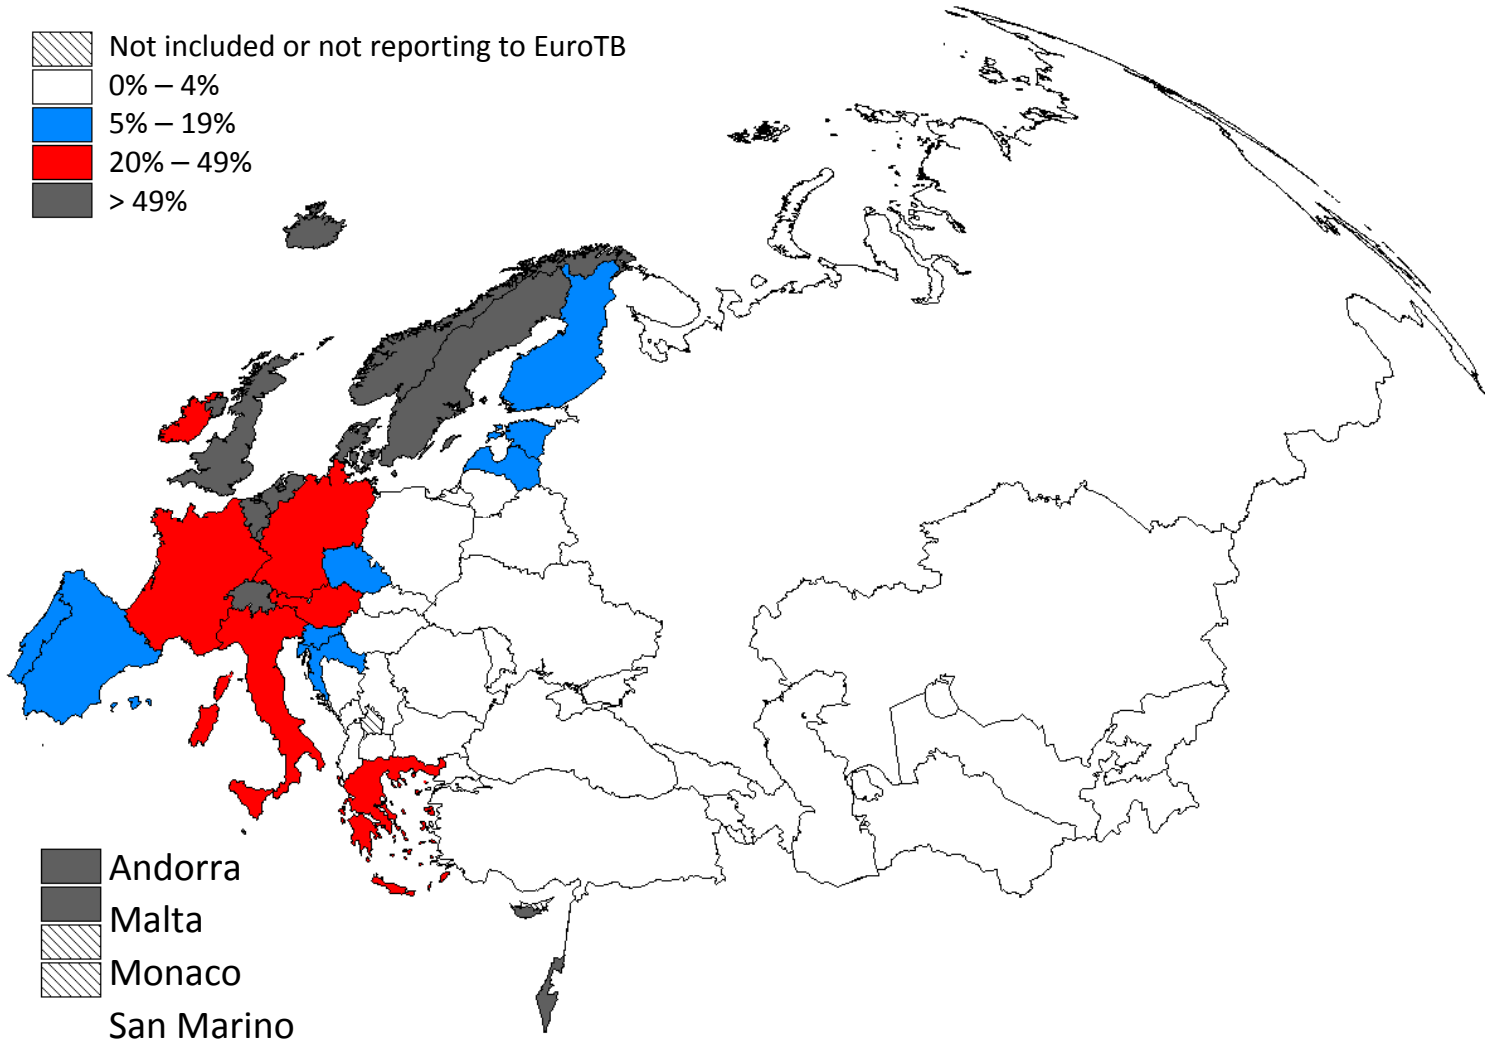 Not included or not reporting to EuroTB
0% – 4%
5% – 19%
20% – 49%
> 49%
Andorra
Malta
Monaco
San Marino